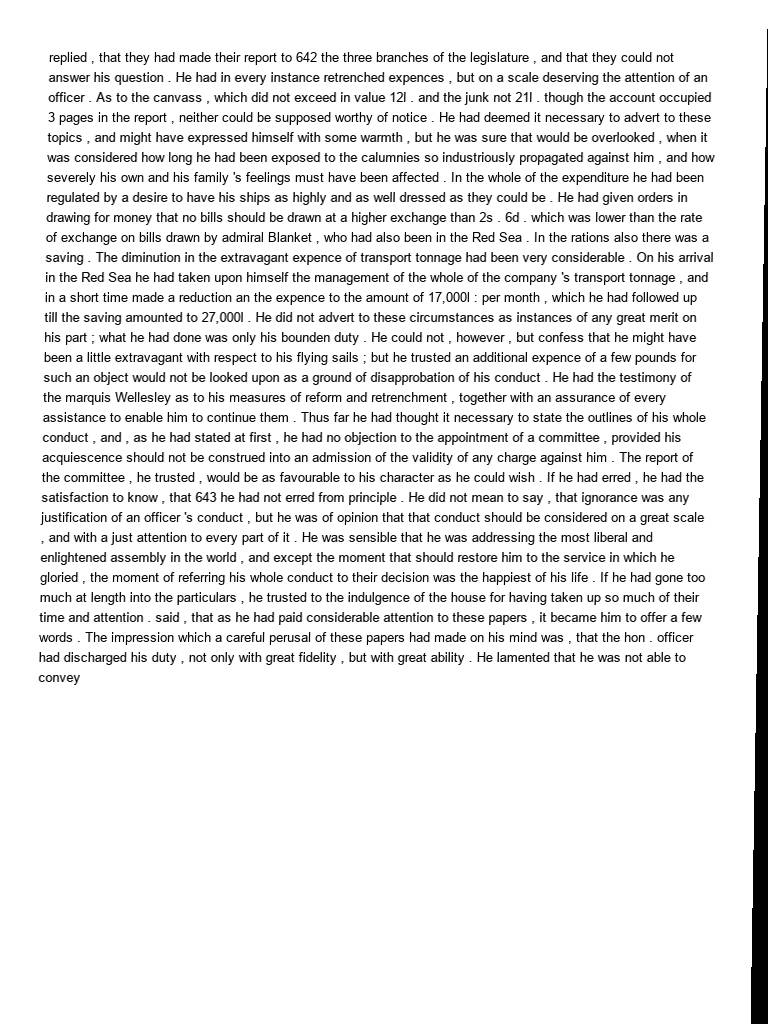 replied , that they had made their report to 642 the three branches of the legislature , and that they could not
answer his question . He had in every instance retrenched expences , but on a scale deserving the attention of an
officer . As to the canvass , which did not exceed in value 12l . and the junk not 21l . though the account occupied
3 pages in the report , neither could be supposed worthy of notice . He had deemed it necessary to advert to these
topics , and might have expressed himself with some warmth , but he was sure that would be overlooked , when it
was considered how long he had been exposed to the calumnies so industriously propagated against him , and how
severely his own and his family 's feelings must have been affected . In the whole of the expenditure he had been
regulated by a desire to have his ships as highly and as well dressed as they could be . He had given orders in
drawing for money that no bills should be drawn at a higher exchange than 2s . 6d . which was lower than the rate
of exchange on bills drawn by admiral Blanket , who had also been in the Red Sea . In the rations also there was a
saving . The diminution in the extravagant expence of transport tonnage had been very considerable . On his arrival
in the Red Sea he had taken upon himself the management of the whole of the company 's transport tonnage , and
in a short time made a reduction an the expence to the amount of 17,000l : per month , which he had followed up
till the saving amounted to 27,000l . He did not advert to these circumstances as instances of any great merit on
his part ; what he had done was only his bounden duty . He could not , however , but confess that he might have
been a little extravagant with respect to his flying sails ; but he trusted an additional expence of a few pounds for
such an object would not be looked upon as a ground of disapprobation of his conduct . He had the testimony of
the marquis Wellesley as to his measures of reform and retrenchment , together with an assurance of every
assistance to enable him to continue them . Thus far he had thought it necessary to state the outlines of his whole
conduct , and , as he had stated at first , he had no objection to the appointment of a committee , provided his
acquiescence should not be construed into an admission of the validity of any charge against him . The report of
the committee , he trusted , would be as favourable to his character as he could wish . If he had erred , he had the
satisfaction to know , that 643 he had not erred from principle . He did not mean to say , that ignorance was any
justification of an officer 's conduct , but he was of opinion that that conduct should be considered on a great scale
, and with a just attention to every part of it . He was sensible that he was addressing the most liberal and
enlightened assembly in the world , and except the moment that should restore him to the service in which he
gloried , the moment of referring his whole conduct to their decision was the happiest of his life . If he had gone too
much at length into the particulars , he trusted to the indulgence of the house for having taken up so much of their
time and attention . said , that as he had paid considerable attention to these papers , it became him to offer a few
words . The impression which a careful perusal of these papers had made on his mind was , that the hon . officer
had discharged his duty , not only with great fidelity , but with great ability . He lamented that he was not able to
convey